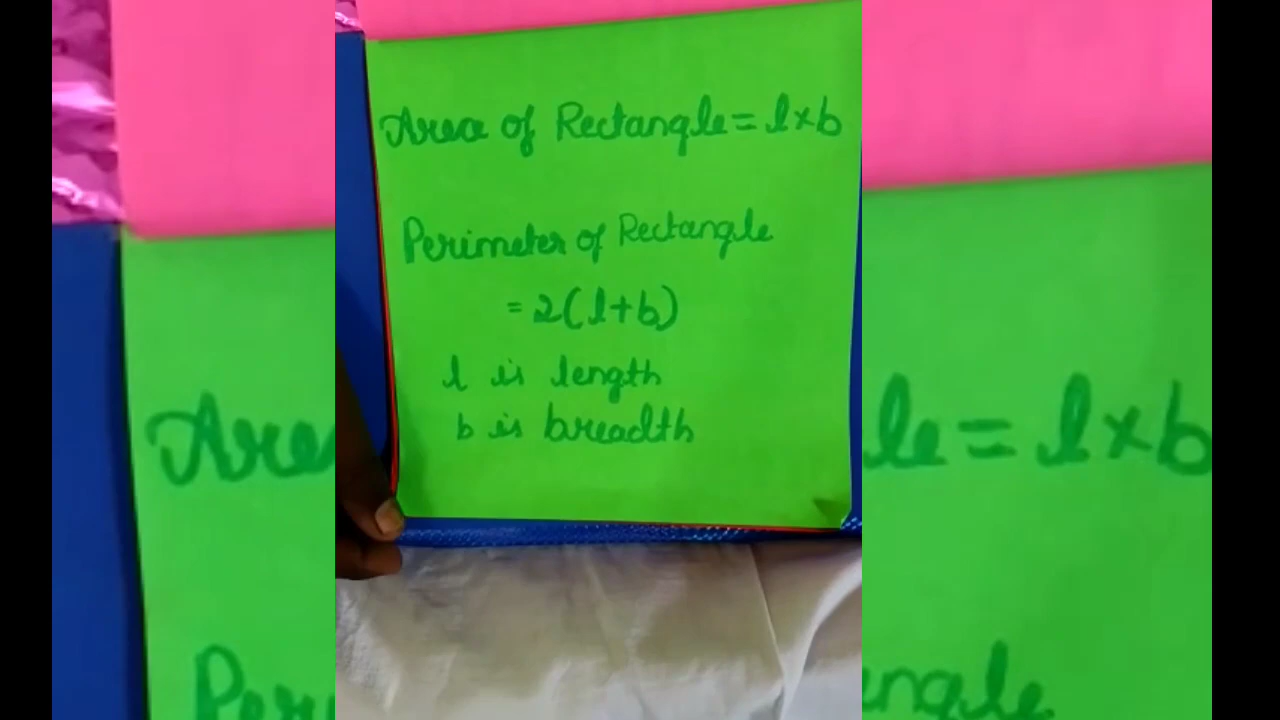 Area of Rectangle = l×b
Perimeter of Rectangle
= 2(l+b)
l is length
b is breadth